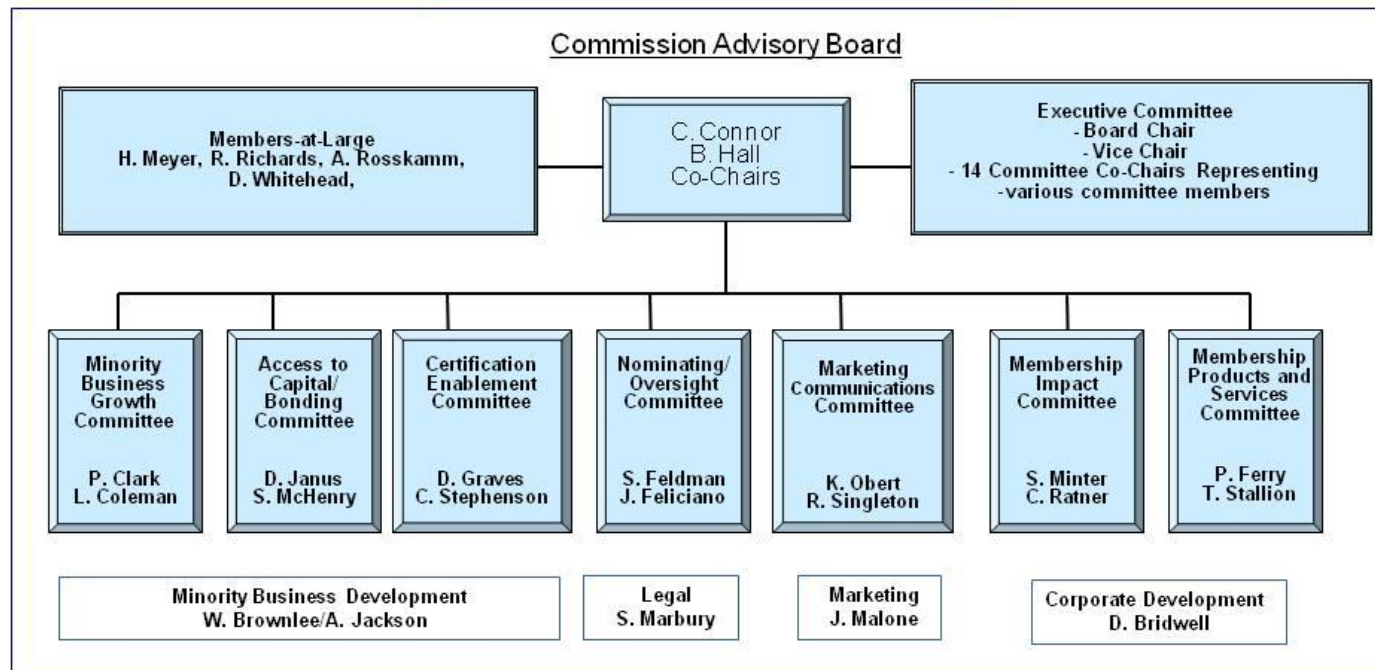 Commission Advisory Board
Members-at-Large
H. Meyer, R. Richards, A. Rosskamm,
D. Whitehead,
C. Connor
B. Hall
Co-Chairs
Executive Committee
- Board Chair
- Vice Chair
- 14 Committee Co-Chairs Representing
-various committee members
Minority
Business
Growth
Committee
P. Clark
L. Coleman
Access to
Capital/
Bonding
Committee
D. Janus
S. McHenry
Certification
Enablement
Committee
D. Graves
C. Stephenson
Nominating/
Oversight
Committee
S. Feldman
J. Feliciano
Marketing
Communications
Committee
K. Obert
R. Singleton
Membership
Impact
Committee
S. Minter
C. Ratner
Membership
Products and
Services
Committee
P. Ferry
T. Stallion
Minority Business Development
W. Brownlee/A. Jackson
Legal
S. Marbury
Marketing
J. Malone
Corporate Development
D. Bridwell